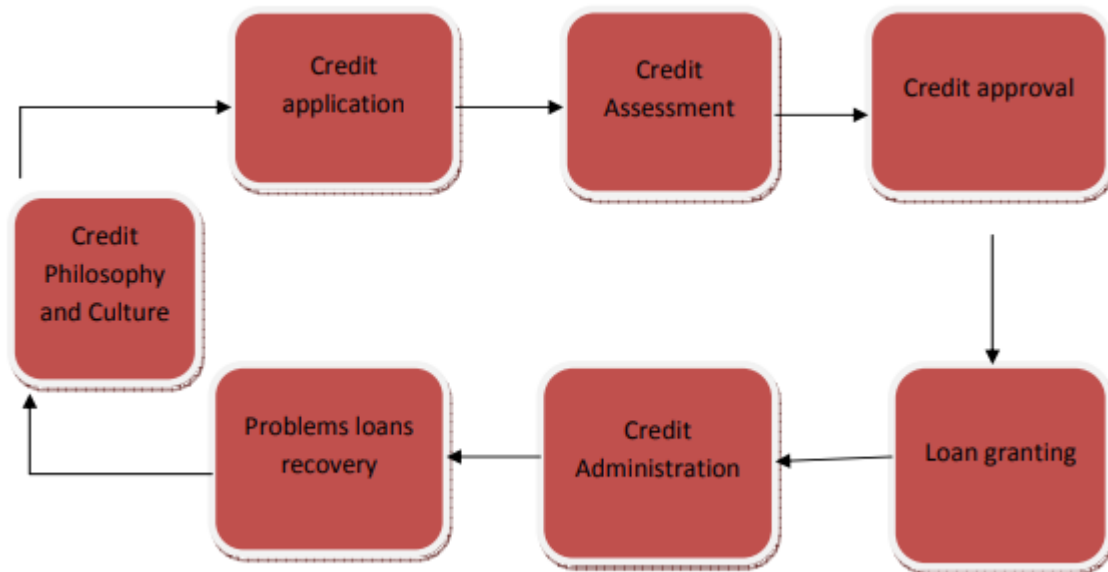 Credit
application
Credit
Assessment
Credit approval
Credit
Philosophy
and Culture
Problems loans
recovery
Credit
Administration
Loan granting